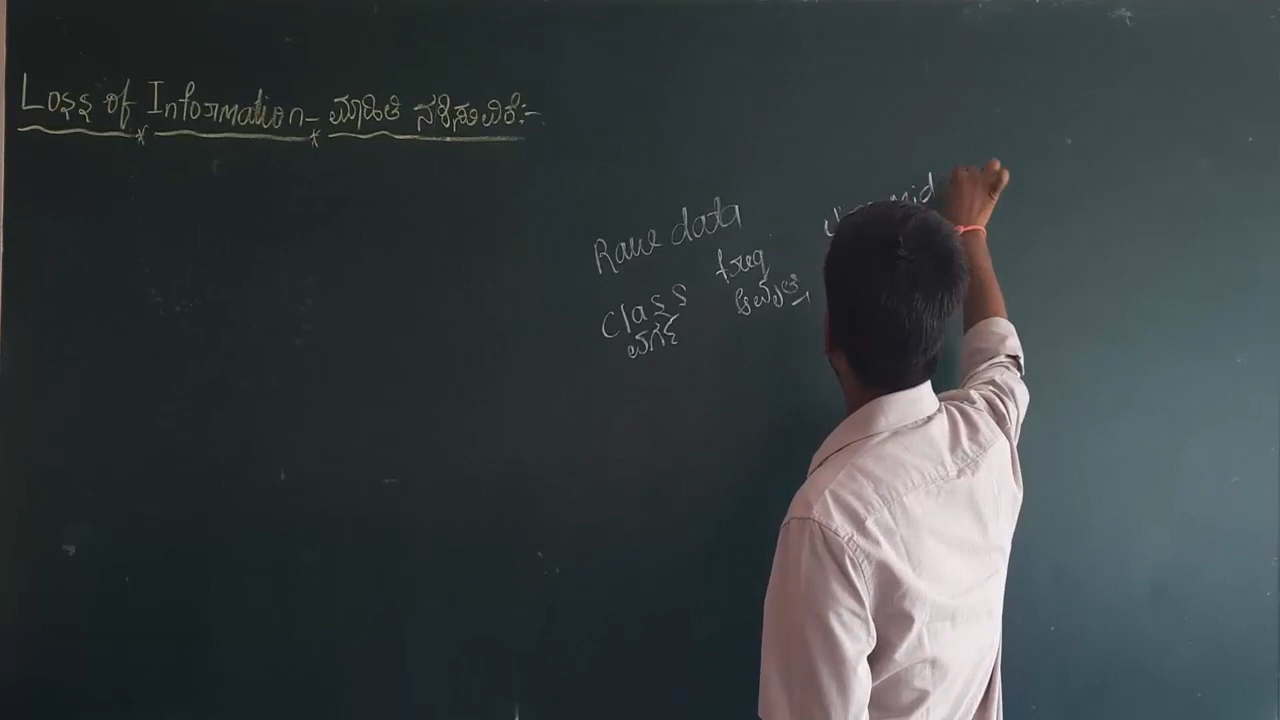 Loss of Information - ಮಾಹಿತಿ ನಶಿಸುವಿಕೆ:-
Raw data
mid
class freq
ವರ್ಗ ಆವೃತ್ತಿ